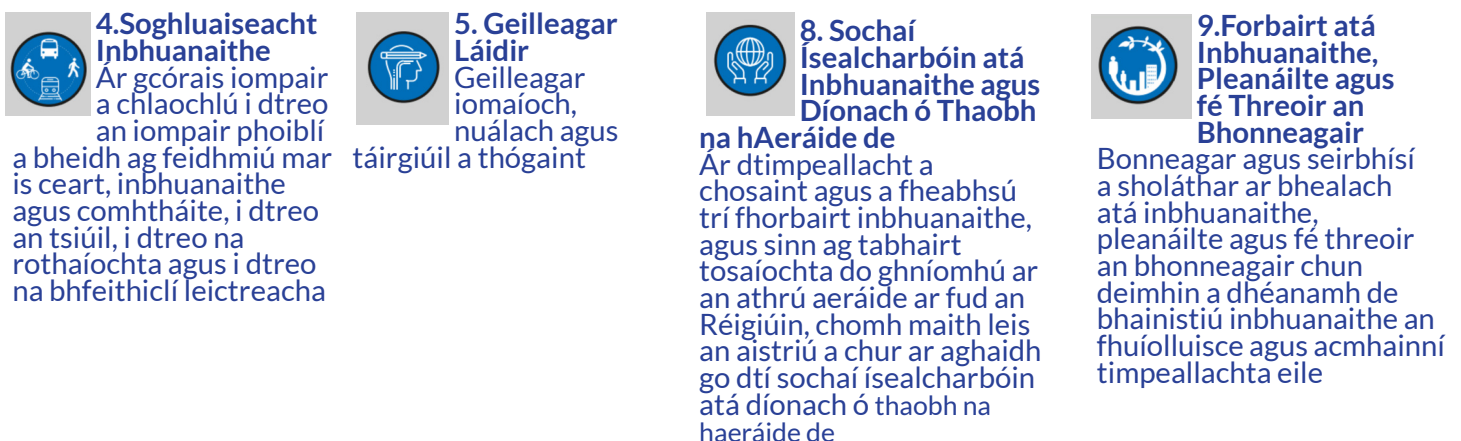 4.Soghluaiseacht
Inbhuanaithe
Ár gcórais iompair
a chlaochlú i dtreo
an iompair phoiblí
a bheidh ag feidhmiú mar
is ceart, inbhuanaithe
agus comhtháite, i dtreo
an tsiúil, i dtreo na
rothaíochta agus i dtreo
na bhfeithiclí leictreacha
5. Geilleagar
Láidir
Geilleagar
iomaíoch,
nuálach agus
táirgiúil a thógaint
8. Sochaí
Ísealcharbóin atá
Inbhuanaithe agus
Díonach ó Thaobh
na hAeráide de
Ár dtimpeallacht a
chosaint agus a fheabhsú
trí fhorbairt inbhuanaithe,
agus sinn ag tabhairt
tosaíochta do ghníomhú ar
an athrú aeráide ar fud an
Réigiúin, chomh maith leis
an aistriú a chur ar aghaidh
go dtí sochaí ísealcharbóin
atá díonach ó thaobh na
haeráide de
9.Forbairt atá
Inbhuanaithe,
Pleanáilte agus
fé Threoir an
Bhonneagair
Bonneagar agus seirbhísí
a sholáthar ar bhealach
atá inbhuanaithe,
pleanáilte agus fé threoir
an bhonneagair chun
deimhin a dhéanamh de
bhainistiú inbhuanaithe an
fhuíolluisce agus acmhainní
timpeallachta eile